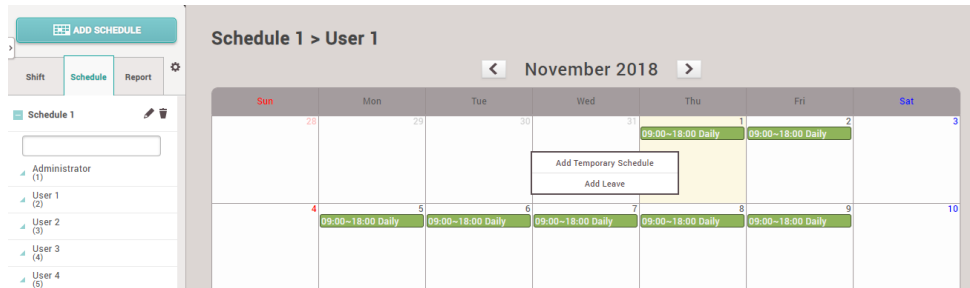 ADD SCHEDULE
Shift Schedule Report
Schedule 1
Administrator
(1)
User 1
(2)
User 2
(3)
User 3
(4)
User 4
(5)
Schedule 1 > User 1
< November 2018 >
Sun Mon Tue Wed Thu Fri Sat
28 29 30 31 1 2 3
09:00~18:00 Daily 09:00~18:00 Daily
Add Temporary Schedule
Add Leave
4 5 6 7 8 9 10
09:00~18:00 Daily 09:00~18:00 Daily 09:00~18:00 Daily 09:00~18:00 Daily 09:00~18:00 Daily